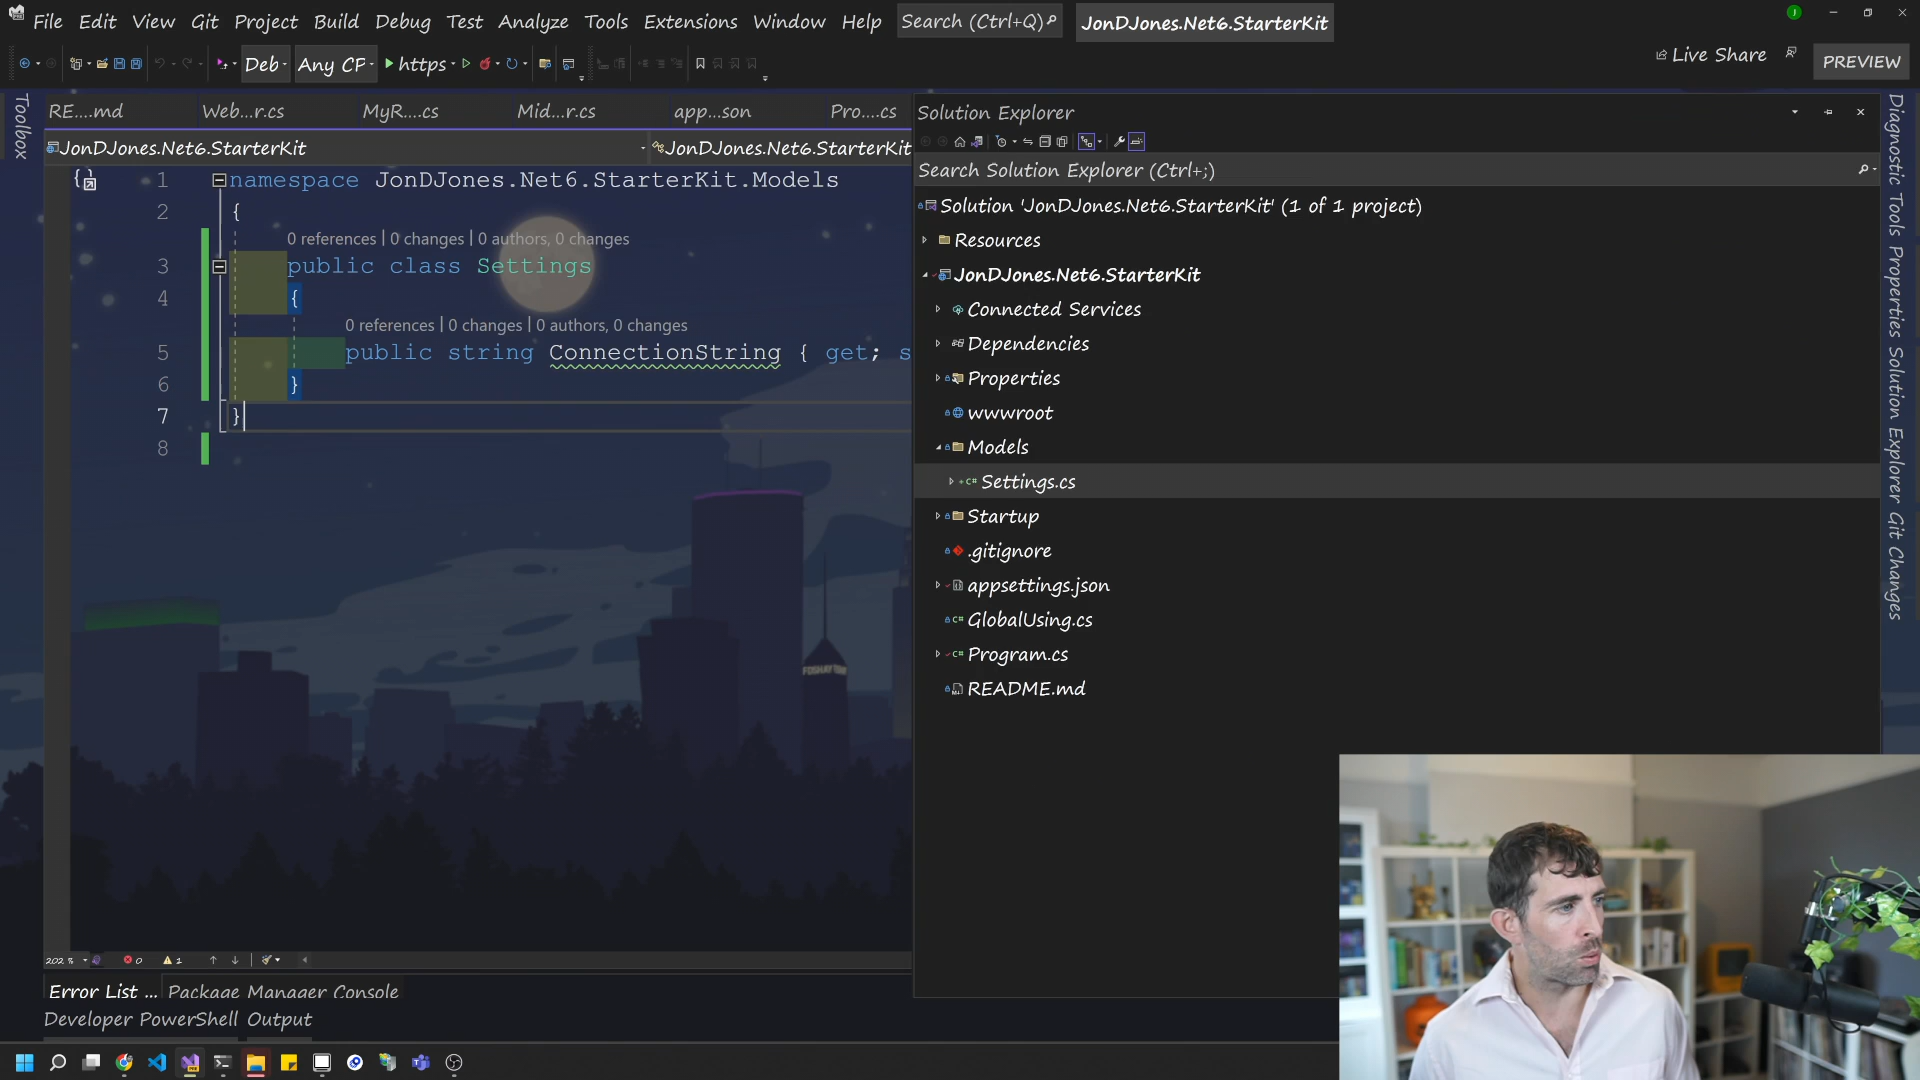 File Edit View Git Project Build Debug Test Analyze Tools Extensions Window Help Search (Ctrl+Q) JonDJones.Net6.StarterKit
Deb Any CF https Live Share PREVIEW
Toolbox
RE....md Web...r.cs MyR....cs Mid...r.cs app....son Pro....cs
JonDJones.Net6.StarterKit JonDJones.Net6.StarterKit
1 namespace JonDJones.Net6.StarterKit.Models
2 {
0 references | 0 changes | 0 authors, 0 changes
3 public class Settings
4 {
0 references | 0 changes | 0 authors, 0 changes
5 public string ConnectionString { get; s
6 }
7 }
8
FOSHAY TOW
202 % 0 1
Error List ... Package Manager Console
Developer PowerShell Output
Solution Explorer
Search Solution Explorer (Ctrl+;)
Solution 'JonDJones.Net6.StarterKit' (1 of 1 project)
Resources
JonDJones.Net6.StarterKit
Connected Services
Dependencies
Properties
wwwroot
Models
C# Settings.cs
Startup
.gitignore
appsettings.json
C# GlobalUsing.cs
C# Program.cs
README.md
Diagnostic Tools Properties Solution Explorer Git Changes